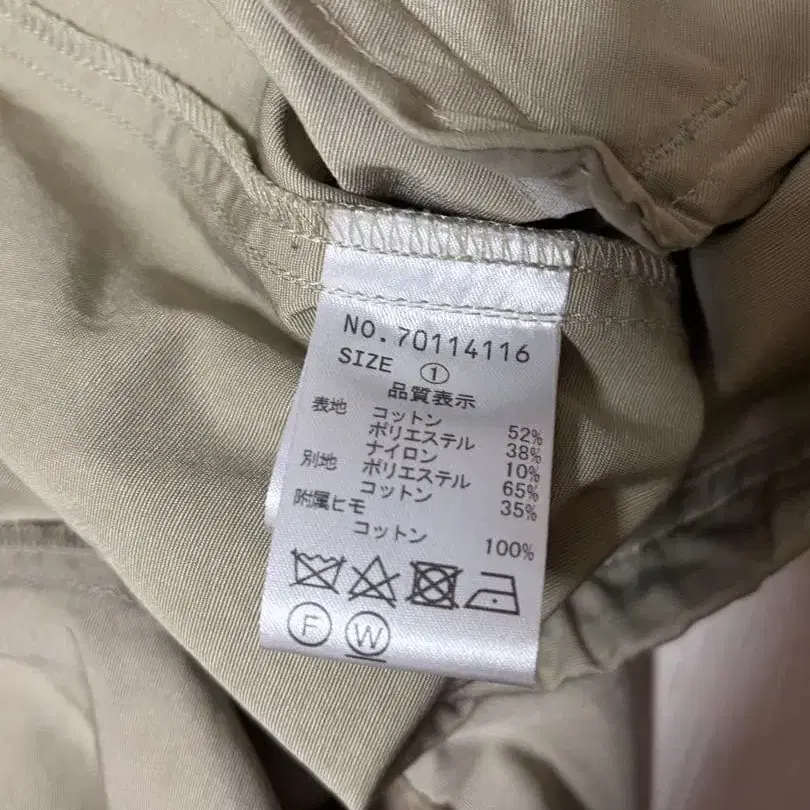 NO.70114116
SIZE ①
品質表示
表地 コットン 52%
ポリエステル 38%
ナイロン 10%
別地 ポリエステル 65%
コットン 35%
附属ヒモ
コットン 100%
F W